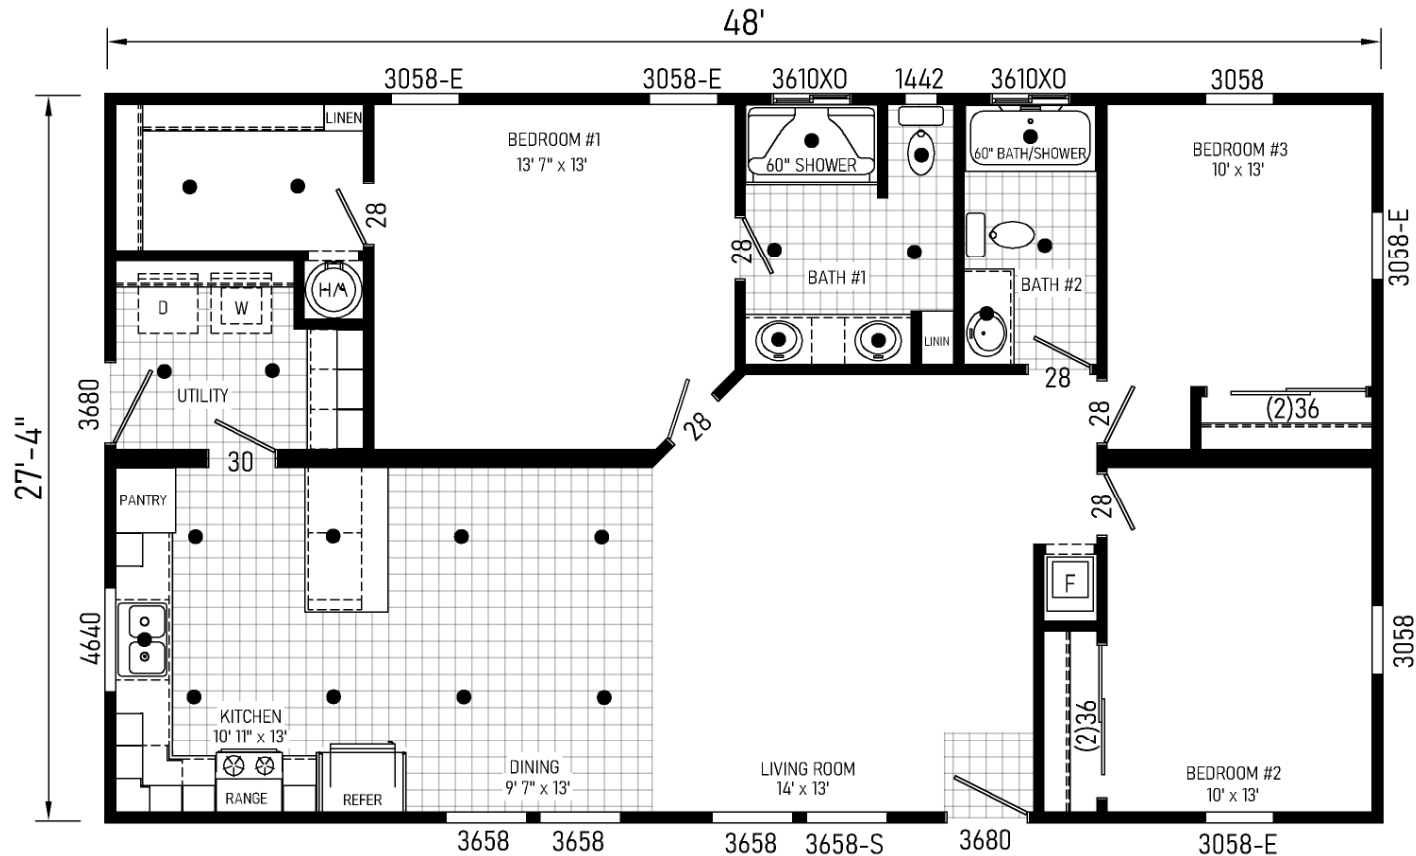 48'
3058-E
3058-E
3610XO
1442
3610XO
3058
LINEN
BEDROOM #1
13' 7" x 13'
60" SHOWER
60" BATH/SHOWER
BEDROOM #3
10' x 13'
28
28
3058-E
BATH #1
BATH #2
D
W
H/A
LININ
28
3680
UTILITY
28
28
(2)36
27'-4"
30
PANTRY
28
F
4640
3058
KITCHEN
10' 11" x 13'
(2)36
DINING
9' 7" x 13'
LIVING ROOM
14' x 13'
BEDROOM #2
10' x 13'
RANGE
REFER
3658
3658
3658
3658-S
3680
3058-E